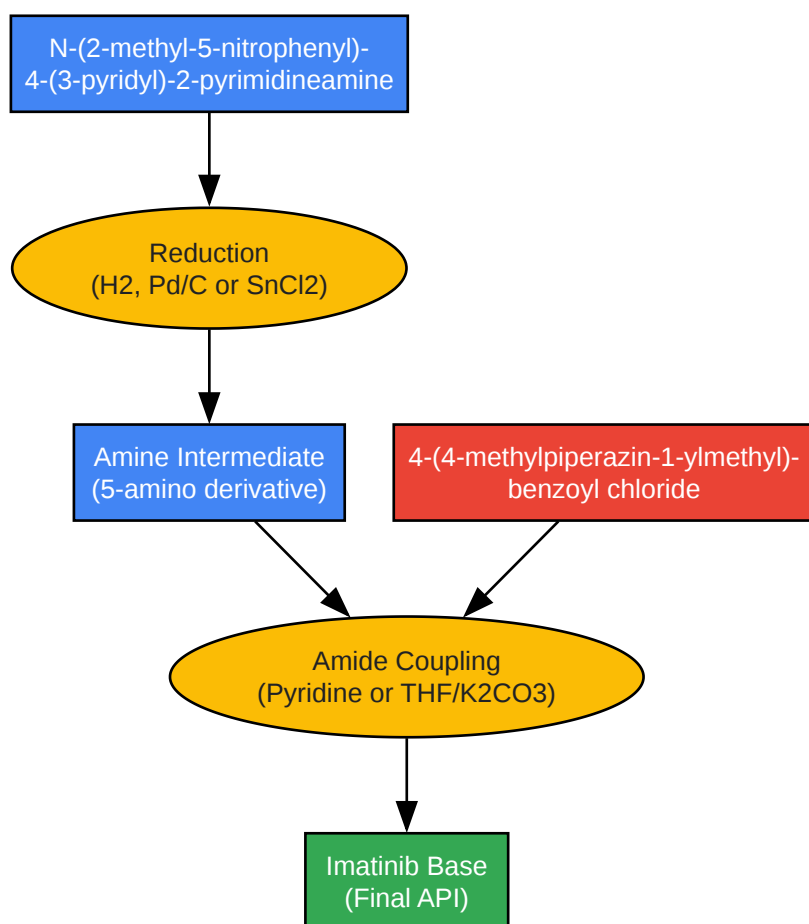 N-(2-methyl-5-nitrophenyl)-
4-(3-pyridyl)-2-pyrimidineamine
Reduction
(H2, Pd/C or SnCl2)
Amine Intermediate
(5-amino derivative)
4-(4-methylpiperazin-1-ylmethyl)-
benzoyl chloride
Amide Coupling
(Pyridine or THF/K2CO3)
Imatinib Base
(Final API)